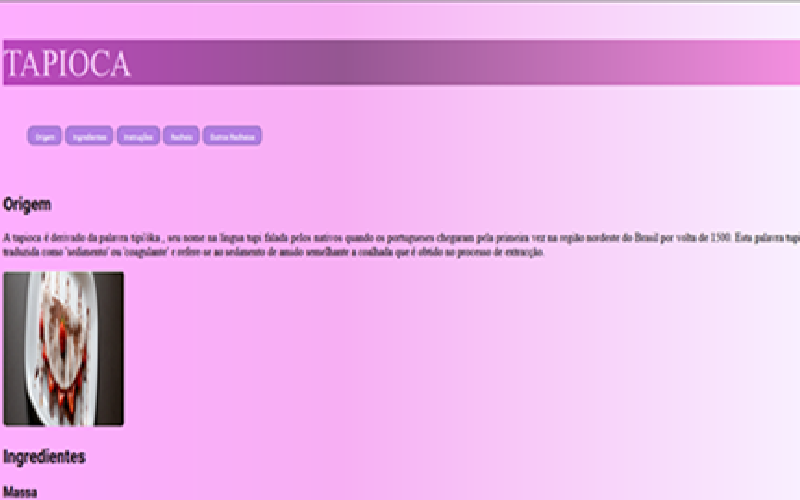 TAPIOCA
Origem Ingredientes Instruções Recheio Outros Recheios
Origem
A tapioca é derivado da palavra tipi'óka , seu nome na língua tupi falada pelos nativos quando os portugueses chegaram pela primeira vez na região nordeste do Brasil por volta de 1500. Esta palavra tupi
traduzida como 'sedimento' ou 'coagulante' e refere-se ao sedimento de amido semelhante a coalhada que é obtido no processo de extracção.
Ingredientes
Massa